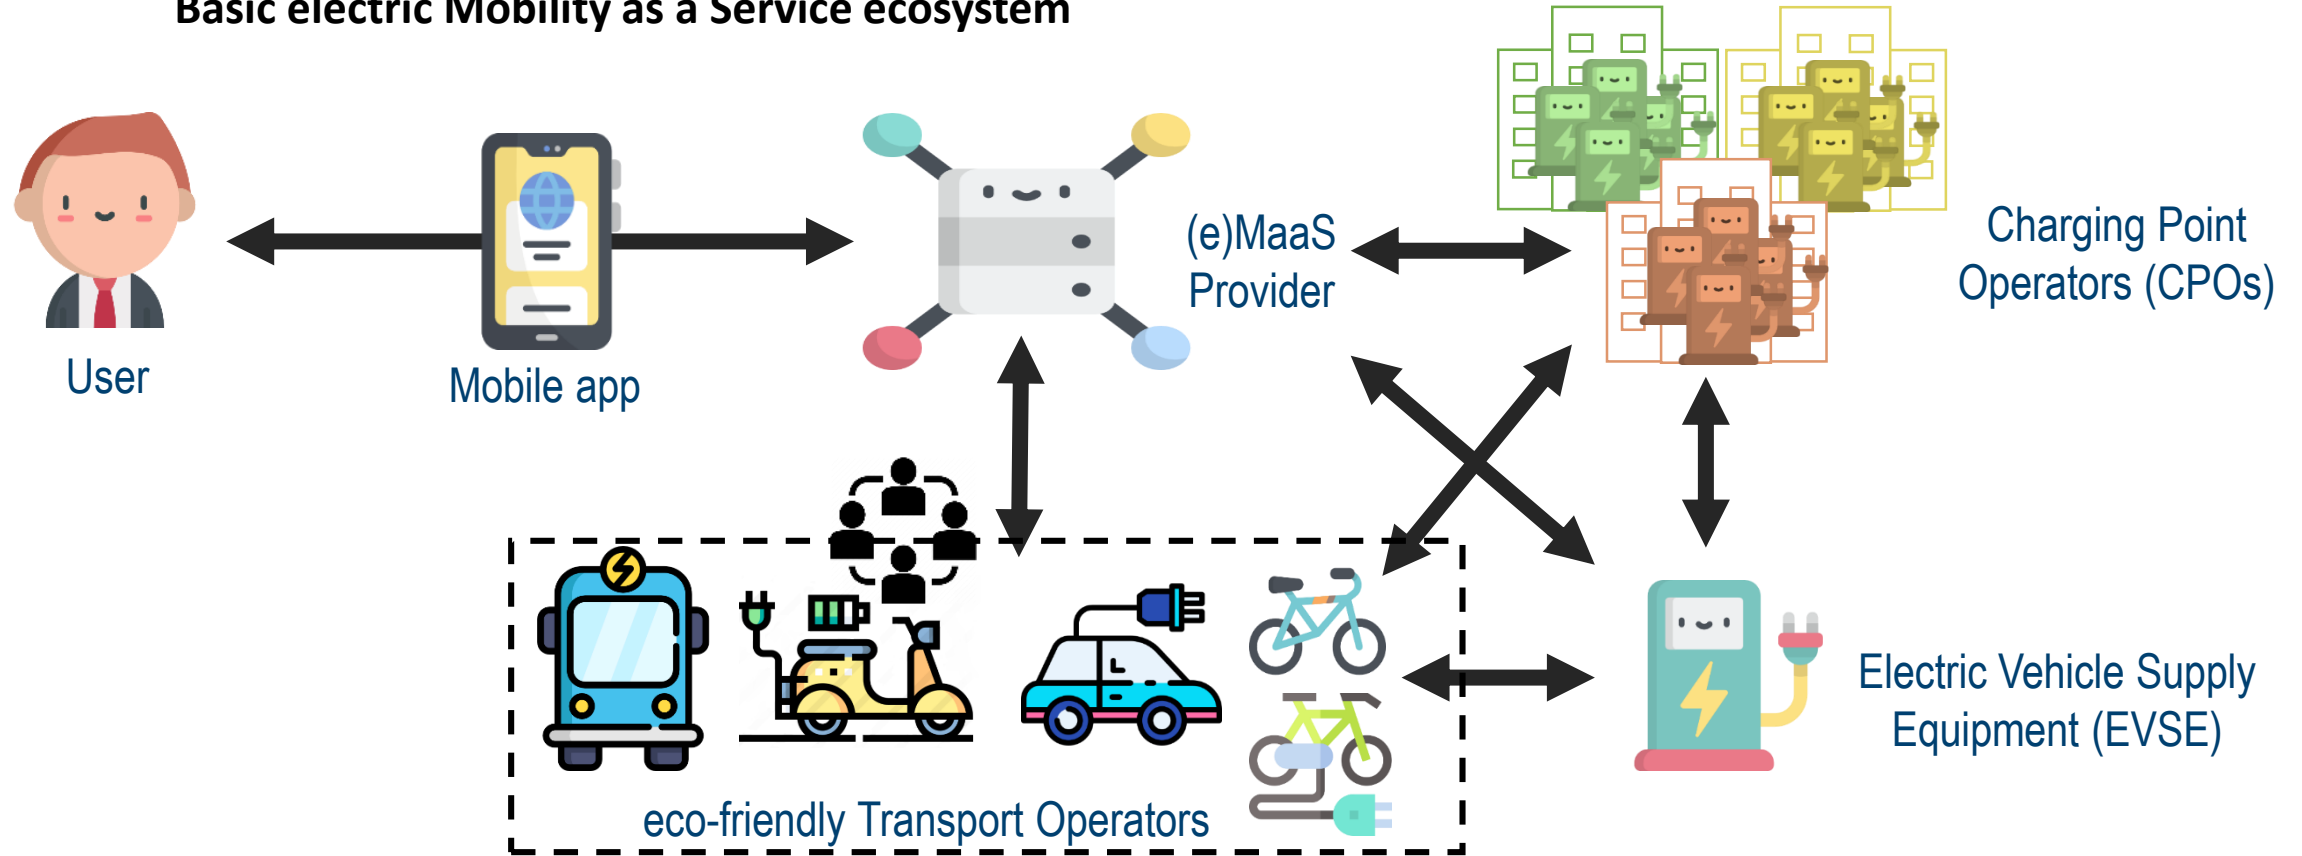 Basic electric Mobility as a Service ecosystem
(e)MaaS
Provider
Charging Point
Operators (CPOs)
User
Mobile app
Electric Vehicle Supply
Equipment (EVSE)
eco-friendly Transport Operators